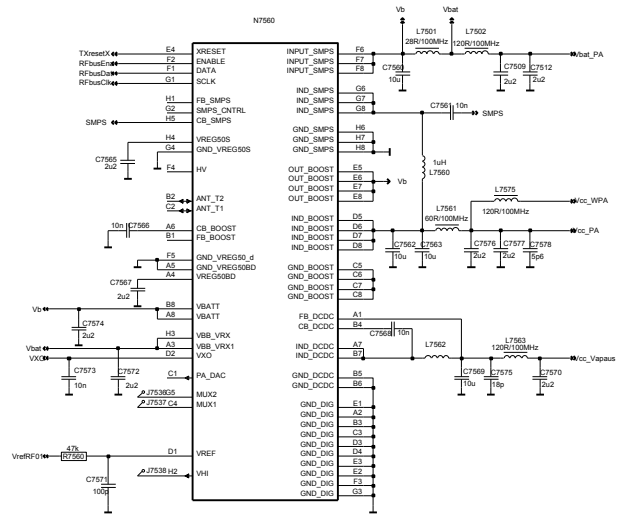 N7560
Vb
Vbat
L7501
28R/100MHz
L7502
120R/100MHz
Vbat_PA
C7560
10u
C7509
2u2
C7512
2u2
TXresetX
RFbusEna
RFbusDat
RFbusClk
E4 XRESET
F2 ENABLE
F1 DATA
G1 SCLK
H1 FB_SMPS
G2 SMPS_CNTRL
SMPS H5 CB_SMPS
H4 VREG50S
G4 GND_VREG50S
C7565
2u2
F4 HV
B2 ANT_T2
C2 ANT_T1
10n C7566
A6 CB_BOOST
B1 FB_BOOST
F5 GND_VREG50_d
A5 GND_VREG50BD
A4 VREG50BD
C7567
2u2
Vb B8 VBATT
A8 VBATT
C7574
2u2
H3 VBB_VRX
Vbat A3 VBB_VRX1
VXO D2 VXO
C7573
10n
C7572
2u2
C1 PA_DAC
J7536 G5 MUX2
J7537 C4 MUX1
47k
VrefRF01 R7560 D1 VREF
J7538 H2 VHI
C7571
100p
INPUT_SMPS F6
INPUT_SMPS F7
INPUT_SMPS F8
IND_SMPS G6
IND_SMPS G7
IND_SMPS G8
C7561 10n
SMPS
GND_SMPS H6
GND_SMPS H7
GND_SMPS H8
1uH
L7560
OUT_BOOST E5
OUT_BOOST E6
OUT_BOOST E7
OUT_BOOST E8
Vb
L7575
120R/100MHz
Vcc_WPA
IND_BOOST D5
IND_BOOST D6
IND_BOOST D7
IND_BOOST D8
L7561
60R/100MHz
Vcc_PA
C7562
10u
C7563
10u
C7576
2u2
C7577
2u2
C7578
5p6
GND_BOOST C5
GND_BOOST C6
GND_BOOST C7
GND_BOOST C8
FB_DCDC A1
CB_DCDC B4
C7568 10n
IND_DCDC A7
IND_DCDC B7
L7562
L7563
120R/100MHz
Vcc_Vapaus
C7569
10u
C7575
18p
C7570
2u2
GND_DCDC B5
GND_DCDC B6
GND_DIG E1
GND_DIG A2
GND_DIG B3
GND_DIG C3
GND_DIG D3
GND_DIG D4
GND_DIG E3
GND_DIG E2
GND_DIG F3
GND_DIG G3